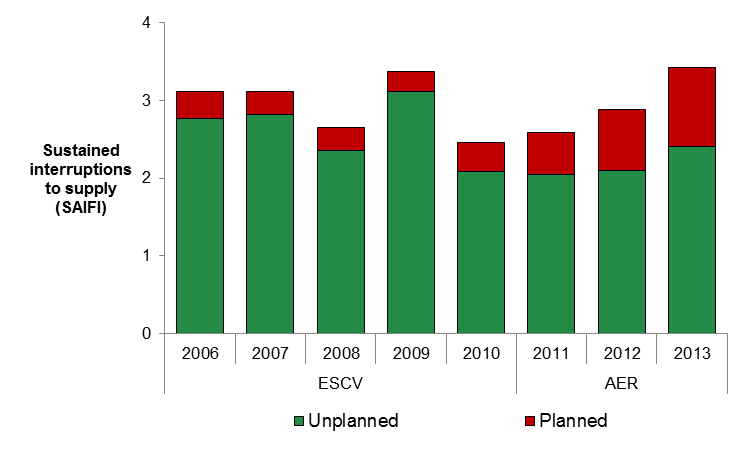 4
3
2
1
0
Sustained
interruptions
to supply
(SAIFI)
2006 2007 2008 2009 2010 2011 2012 2013
ESCV AER
Unplanned Planned